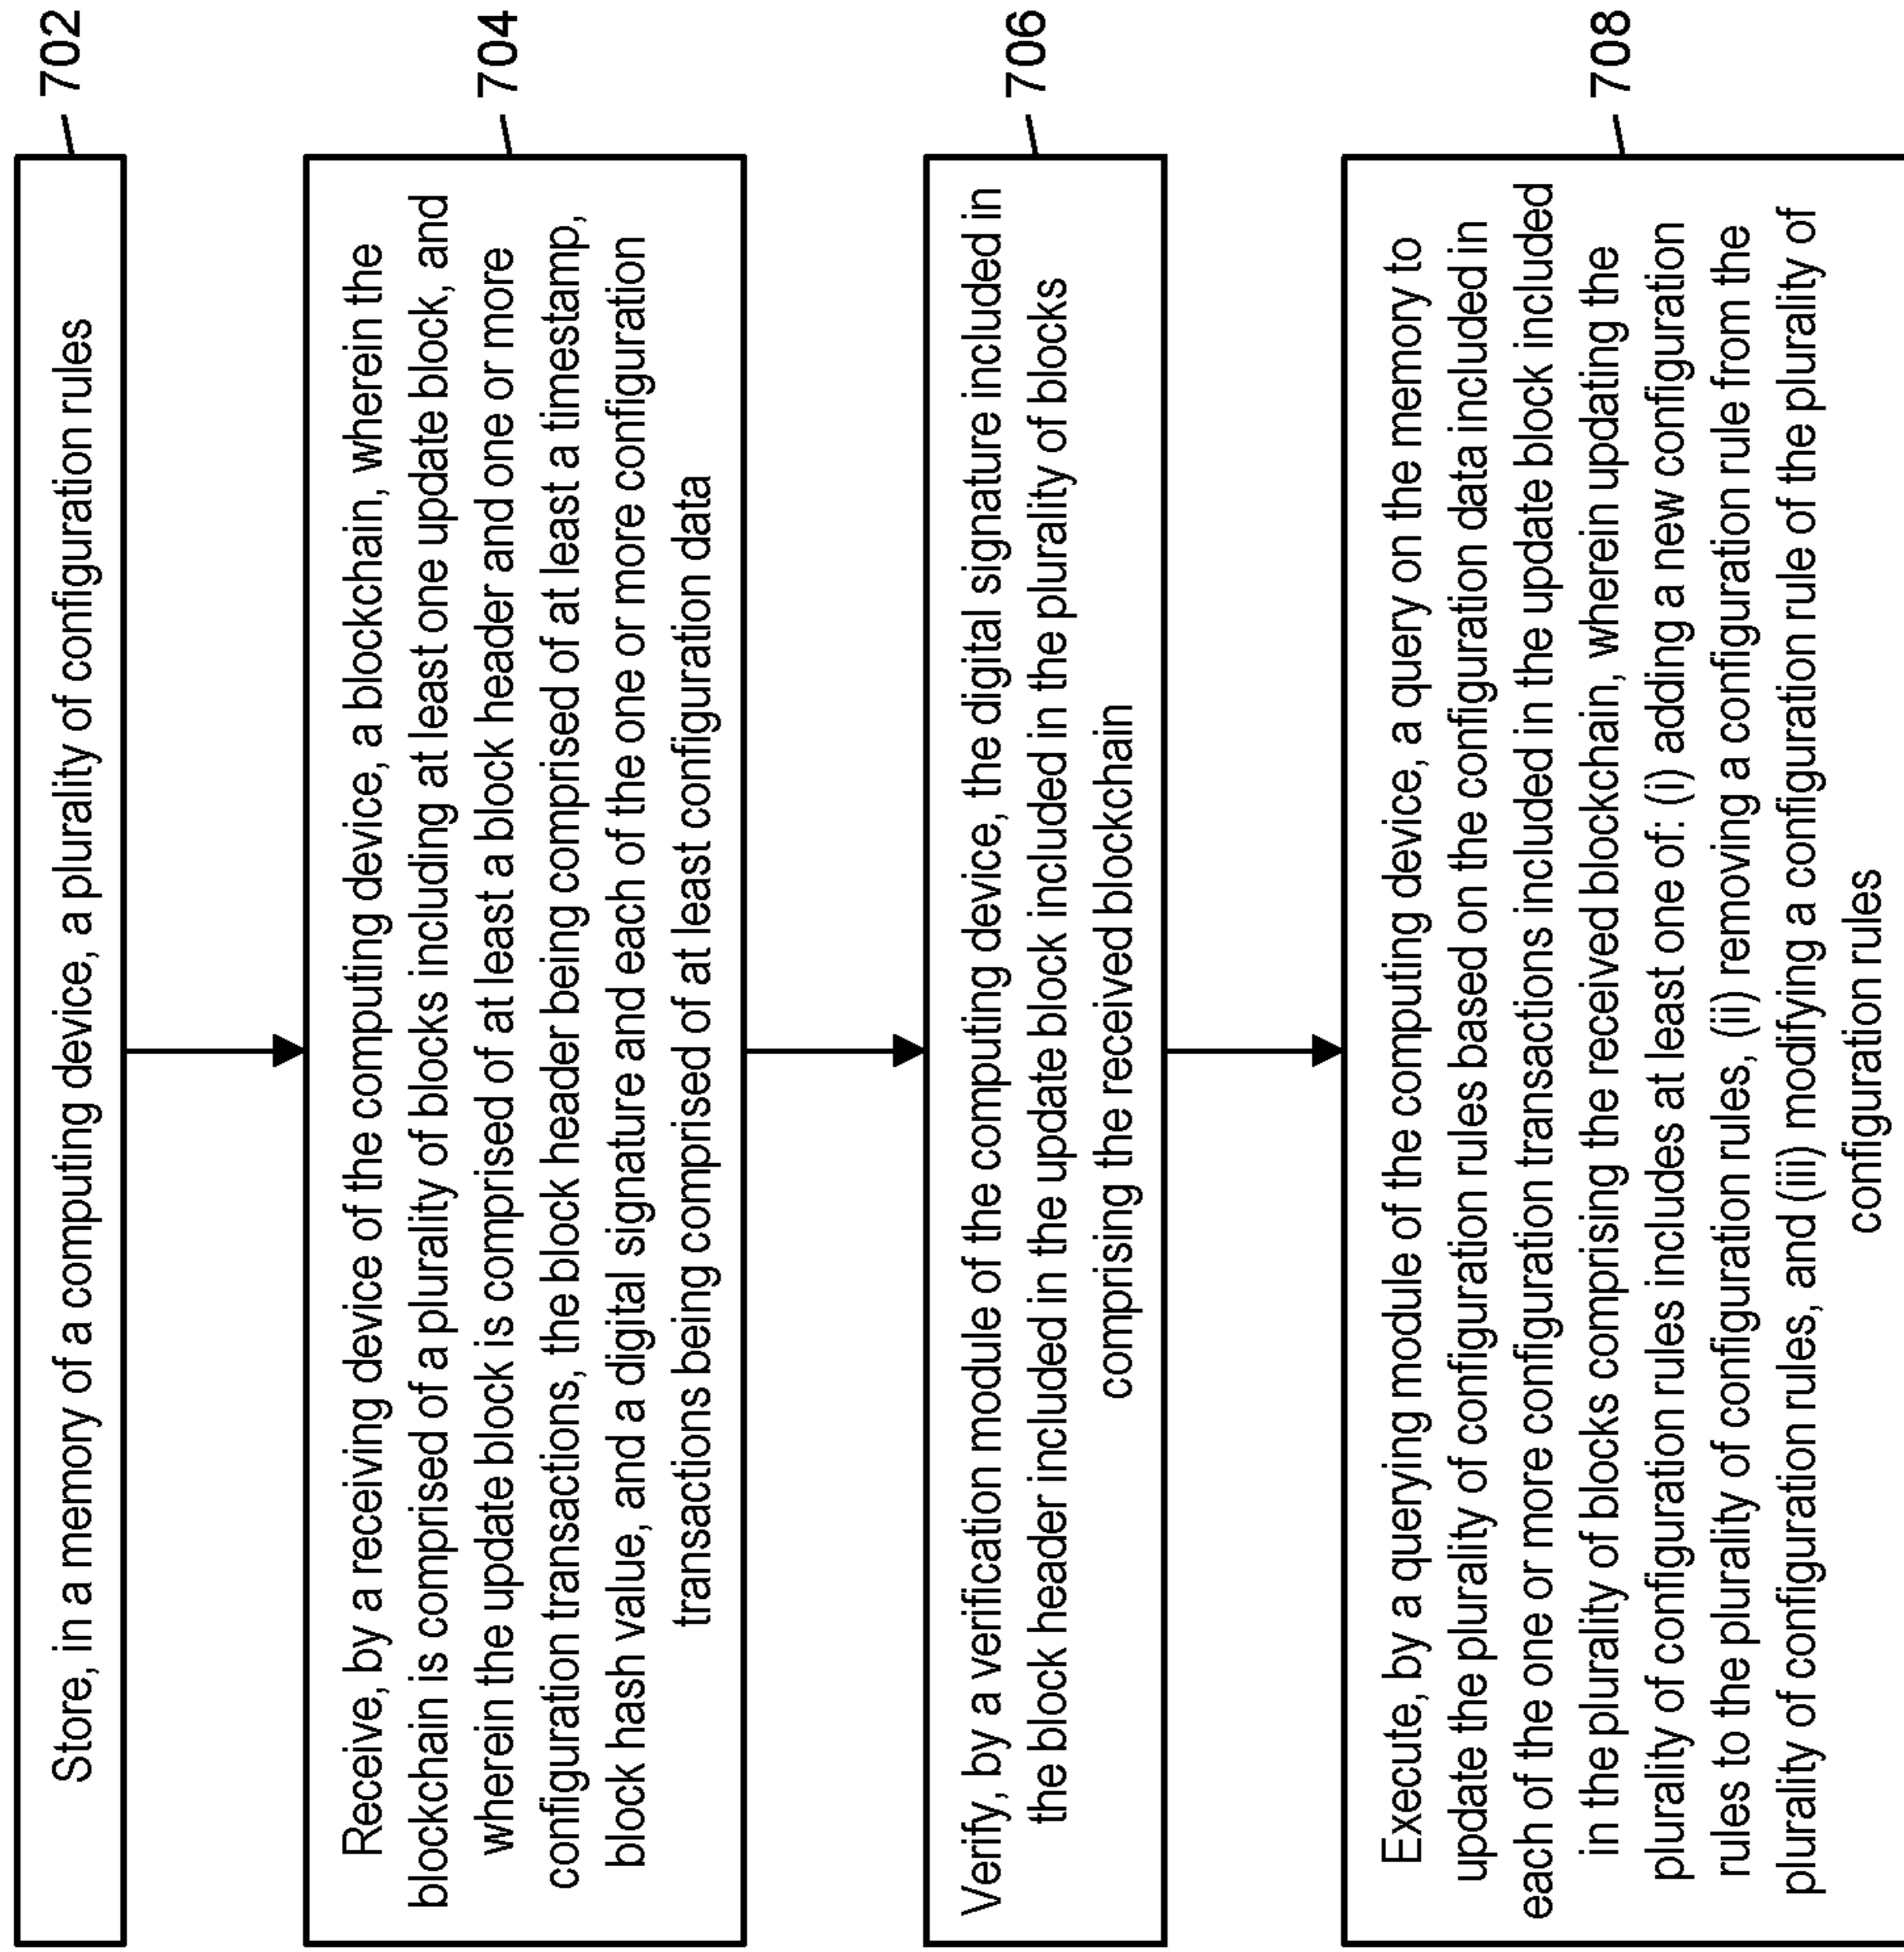 702
Store, in a memory of a computing device, a plurality of configuration rules
704
Receive, by a receiving device of the computing device, a blockchain, wherein the
blockchain is comprised of a plurality of blocks including at least one update block, and
wherein the update block is comprised of at least a block header and one or more
configuration transactions, the block header being comprised of at least a timestamp,
block hash value, and a digital signature and each of the one or more configuration
transactions being comprised of at least configuration data
706
Verify, by a verification module of the computing device, the digital signature included in
the block header included in the update block included in the plurality of blocks
comprising the received blockchain
708
Execute, by a querying module of the computing device, a query on the memory to
update the plurality of configuration rules based on the configuration data included in
each of the one or more configuration transactions included in the update block included
in the plurality of blocks comprising the received blockchain, wherein updating the
plurality of configuration rules includes at least one of: (i) adding a new configuration
rules to the plurality of configuration rules, (ii) removing a configuration rule from the
plurality of configuration rules, and (iii) modifying a configuration rule of the plurality of
configuration rules